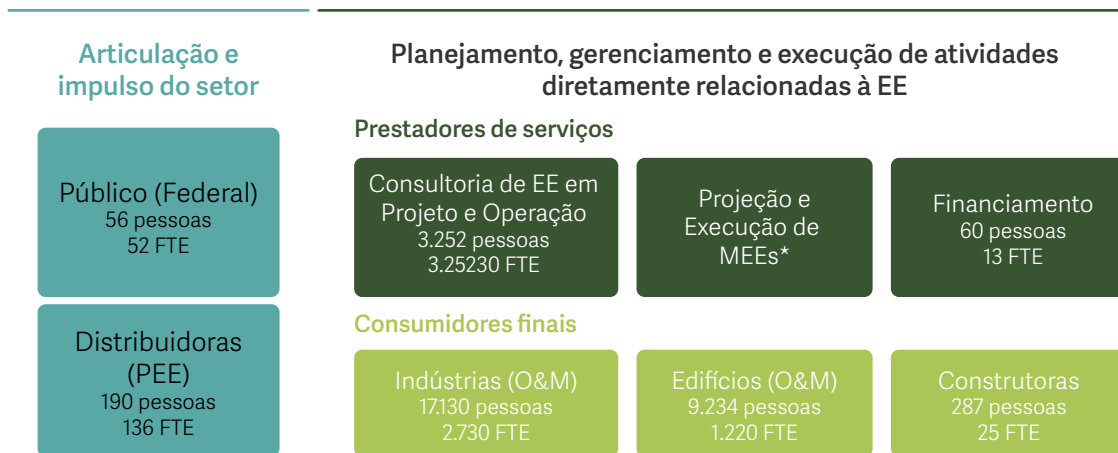 Articulação e
impulso do setor
Público (Federal)
56 pessoas
52 FTE
Distribuidoras
(PEE)
190 pessoas
136 FTE
Planejamento, gerenciamento e execução de atividades
diretamente relacionadas à EE
Prestadores de serviços
Consultoria de EE em
Projeto e Operação
3.252 pessoas
3.25230 FTE
Projeção e
Execução de
MEEs*
Financiamento
60 pessoas
13 FTE
Consumidores finais
Indústrias (O&M)
17.130 pessoas
2.730 FTE
Edifícios (O&M)
9.234 pessoas
1.220 FTE
Construtoras
287 pessoas
25 FTE